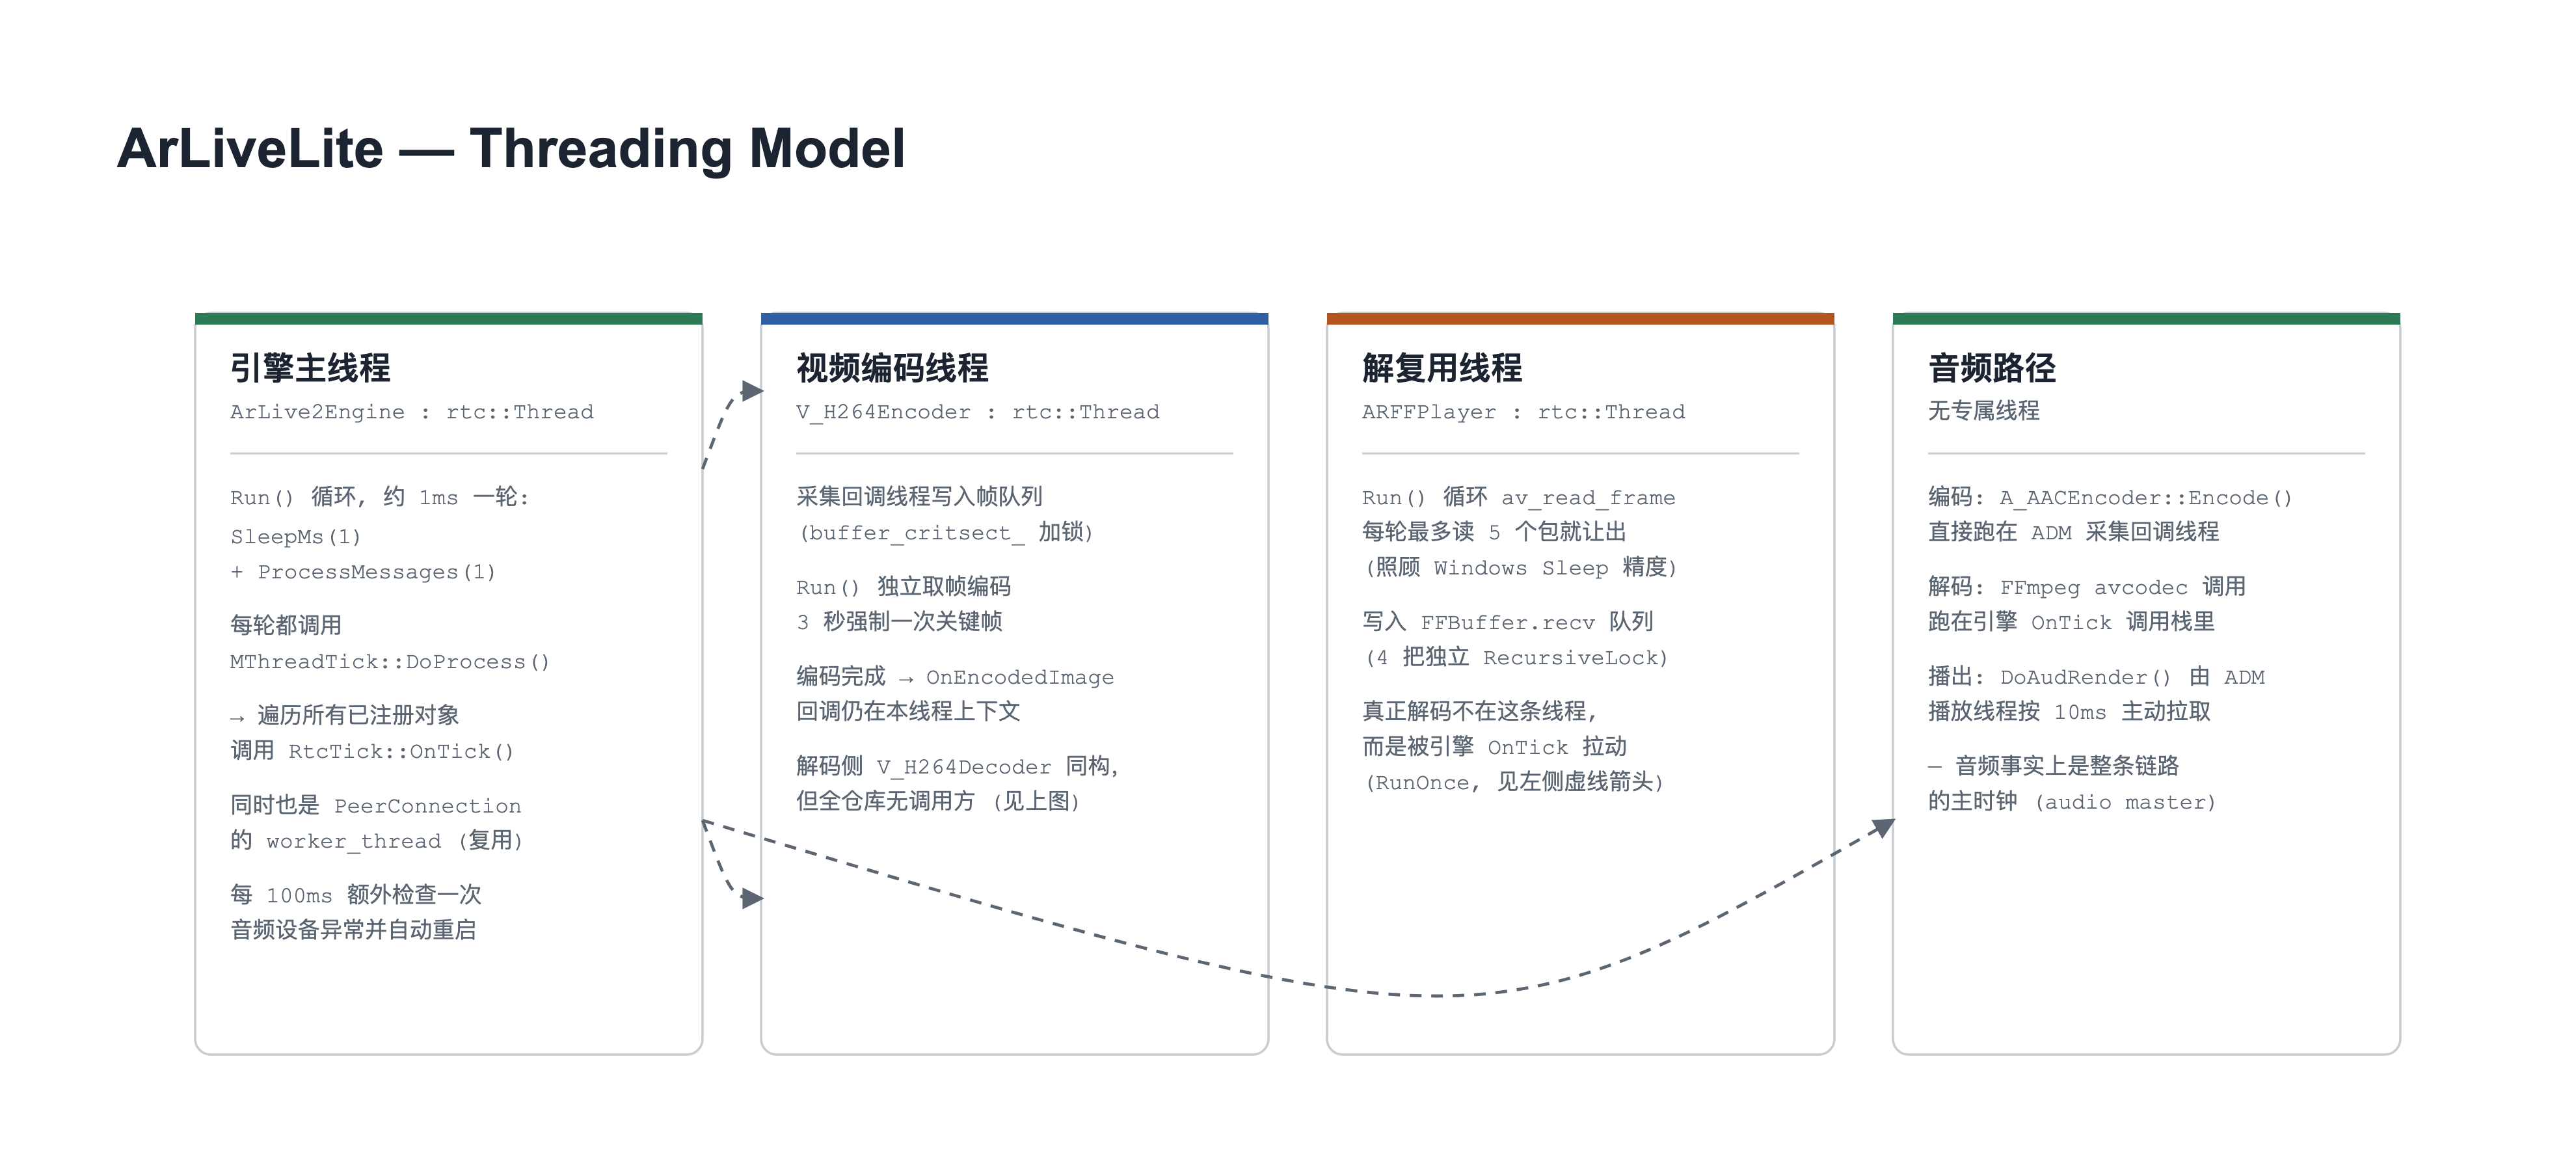 ArLiveLite — Threading Model
引擎主线程
ArLive2Engine : rtc::Thread
Run() 循环, 约 1ms 一轮:
SleepMs(1)
+ ProcessMessages(1)
每轮都调用
MThreadTick::DoProcess()
→ 遍历所有已注册对象
调用 RtcTick::OnTick()
同时也是 PeerConnection
的 worker_thread (复用)
每 100ms 额外检查一次
音频设备异常并自动重启
视频编码线程
V_H264Encoder : rtc::Thread
采集回调线程写入帧队列
(buffer_critsect_ 加锁)
Run() 独立取帧编码
3 秒强制一次关键帧
编码完成 → OnEncodedImage
回调仍在本线程上下文
解码侧 V_H264Decoder 同构,
但全仓库无调用方 (见上图)
解复用线程
ARFFPlayer : rtc::Thread
Run() 循环 av_read_frame
每轮最多读 5 个包就让出
(照顾 Windows Sleep 精度)
写入 FFBuffer.recv 队列
(4 把独立 RecursiveLock)
真正解码不在这条线程,
而是被引擎 OnTick 拉动
(RunOnce, 见左侧虚线箭头)
音频路径
无专属线程
编码: A_AACEncoder::Encode()
直接跑在 ADM 采集回调线程
解码: FFmpeg avcodec 调用
跑在引擎 OnTick 调用栈里
播出: DoAudRender() 由 ADM
播放线程按 10ms 主动拉取
— 音频事实上是整条链路
的主时钟 (audio master)